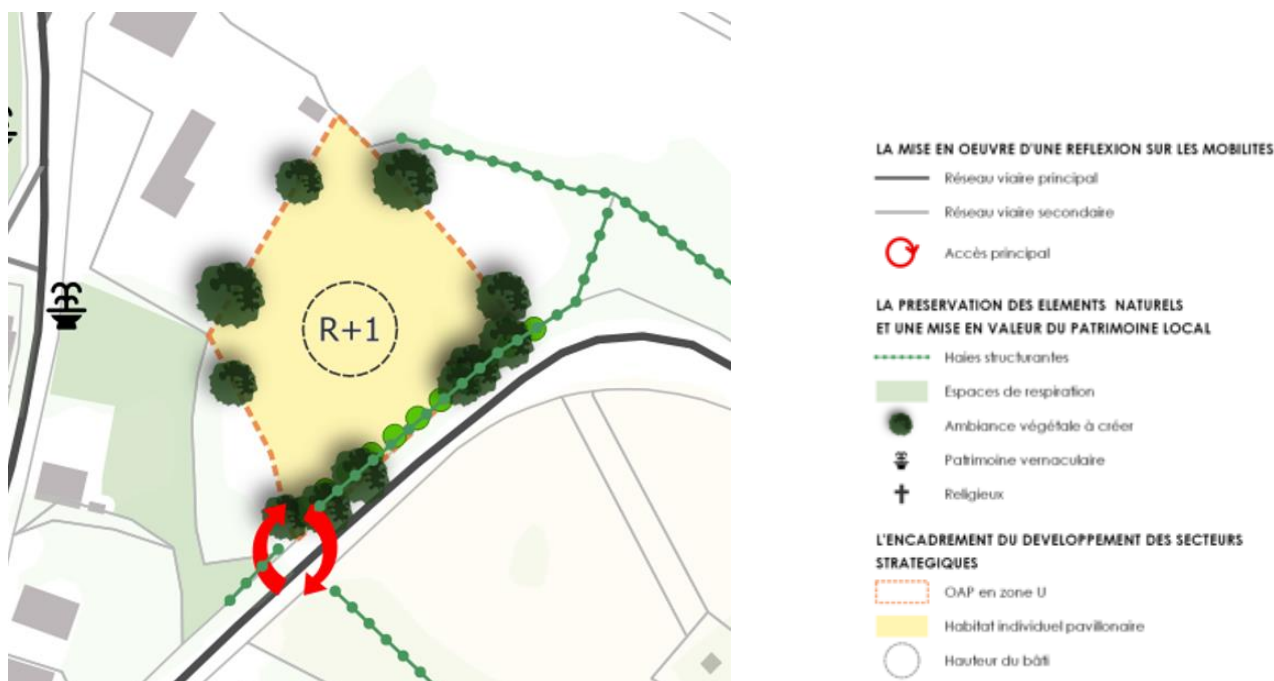 R+1
LA MISE EN OEUVRE D'UNE REFLEXION SUR LES MOBILITES
Réseau viaire principal
Réseau viaire secondaire
Accès principal
LA PRESERVATION DES ELEMENTS NATURELS
ET UNE MISE EN VALEUR DU PATRIMOINE LOCAL
Haies structurantes
Espaces de respiration
Ambiance végétale à créer
Patrimoine vernaculaire
Religieux
L'ENCADREMENT DU DEVELOPPEMENT DES SECTEURS
STRATEGIQUES
OAP en zone U
Habitat individuel pavillonaire
Hauteur du bâti